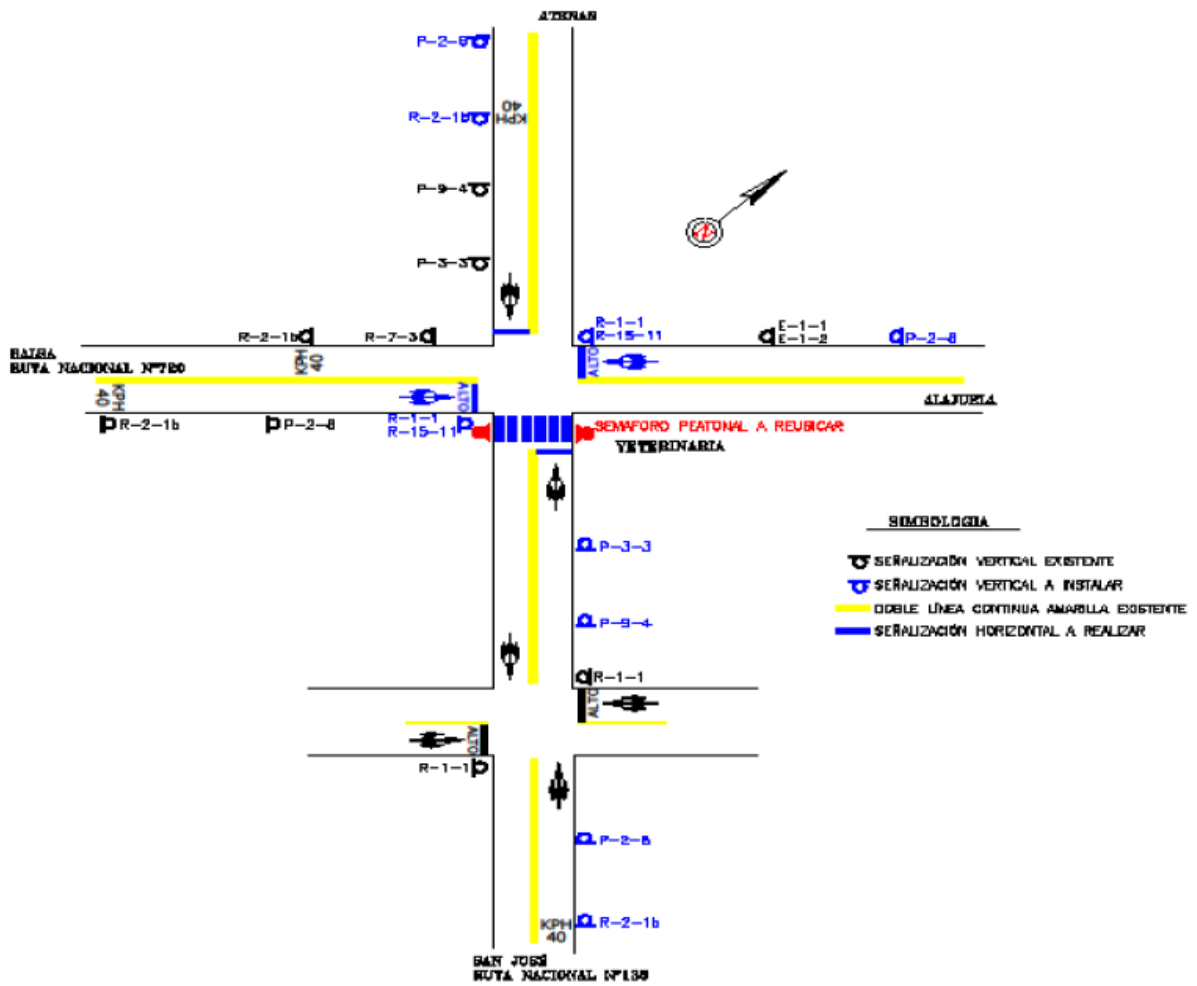 ATENAS
P-2-8
R-2-1b
KPH
40
P-9-4
P-3-3
R-2-1b
R-7-3
R-1-1
R-15-11
E-1-1
E-1-2
P-2-8
KPH
40
ALTO
RUTA NACIONAL N°720
KPH
40
ALTO
ALAJUELA
R-2-1b
P-2-8
R-1-1
R-15-11
SEMAFORO PEATONAL A REUBICAR
VETERINARIA
SIMBOLOGIA
P-3-3
SEÑALIZACIÓN VERTICAL EXISTENTE
SEÑALIZACIÓN VERTICAL A INSTALAR
DOBLE LÍNEA CONTINUA AMARILLA EXISTENTE
P-9-4
SEÑALIZACIÓN HORIZONTAL A REALIZAR
R-1-1
ALTO
ALTO
R-1-1
KPH
40
R-2-1b
SAN JOSÉ
RUTA NACIONAL